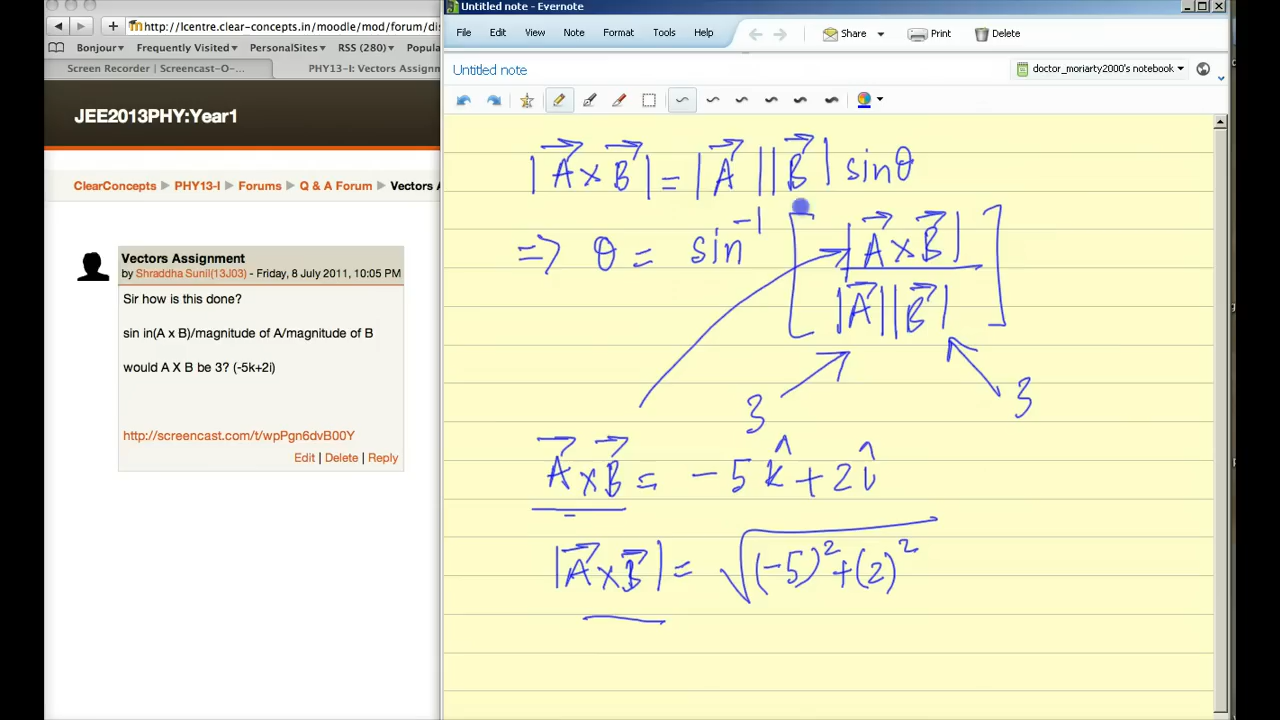 Untitled note - Evernote
http://lcentre.clear-concepts.in/moodle/mod/forum/dis
File Edit View Note Format Tools Help
Share Print Delete
Bonjour Frequently Visited PersonalSites RSS (280) Popula
Screen Recorder | Screencast-O-... PHY13-I: Vectors Assignm
Untitled note
doctor_moriarty2000's notebook
JEE2013PHY:Year1
ClearConcepts PHY13-I Forums Q & A Forum Vectors A
Vectors Assignment
by Shraddha Sunil(13J03) - Friday, 8 July 2011, 10:05 PM
Sir how is this done?
sin in(A x B)/magnitude of A/magnitude of B
would A X B be 3? (-5k+2i)
http://screencast.com/t/wpPgn6dvB00Y
Edit | Delete | Reply
|A⃗ × B⃗| = |A⃗||B⃗| sinθ
=> θ = sin⁻¹ [ |A⃗ × B⃗|
|A⃗||B⃗| ]
3 3
A⃗×B⃗ = -5k̂ + 2î
|A⃗×B⃗| = √(-5)² + (2)²